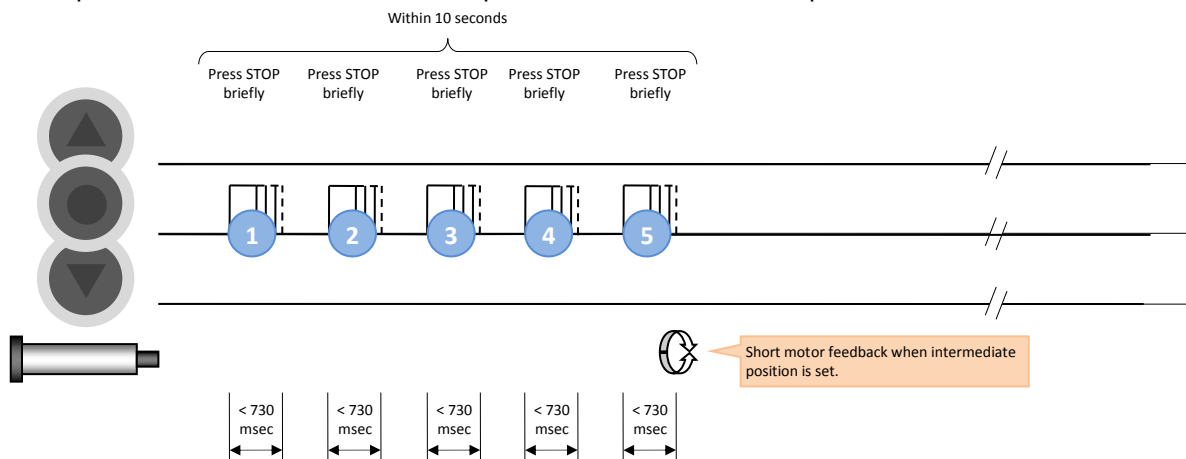 Within 10 seconds
Press STOP Press STOP Press STOP Press STOP Press STOP
briefly briefly briefly briefly briefly
1 2 3 4 5
Short motor feedback when intermediate
position is set.
< 730 < 730 < 730 < 730 < 730
msec msec msec msec msec